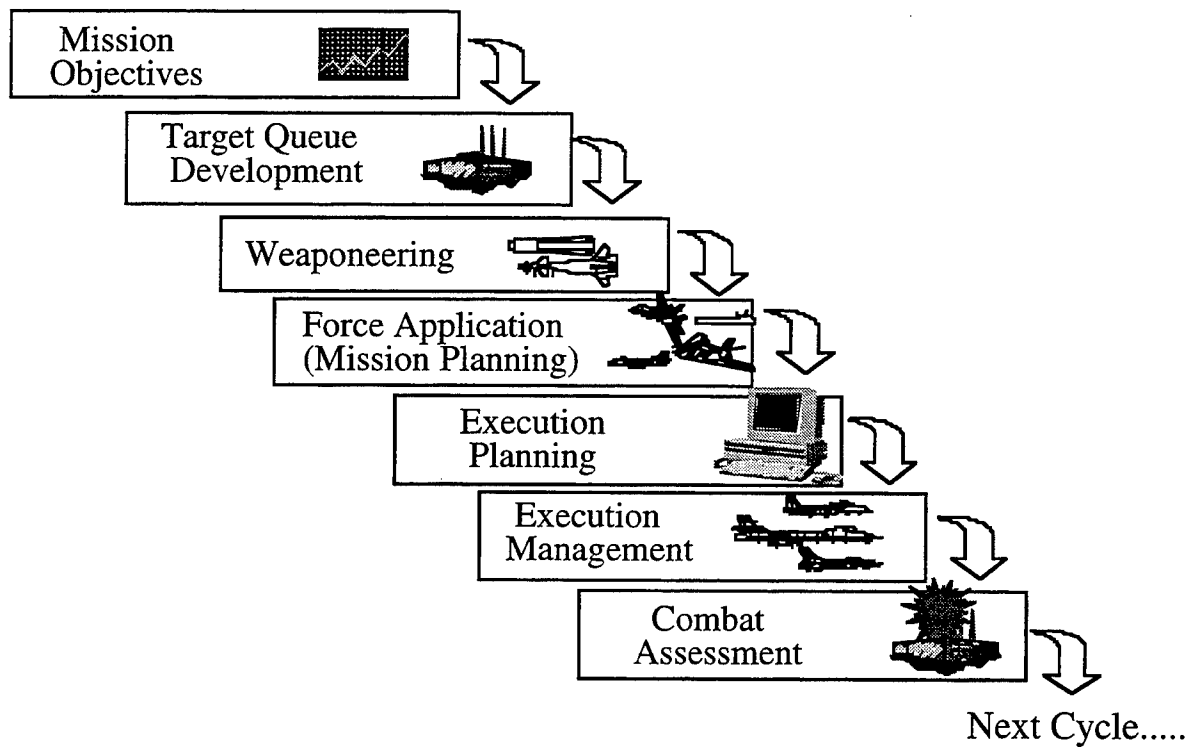 Mission
Objectives
Target Queue
Development
Weaponeering
Force Application
(Mission Planning)
Execution
Planning
Execution
Management
Combat
Assessment
Next Cycle.....